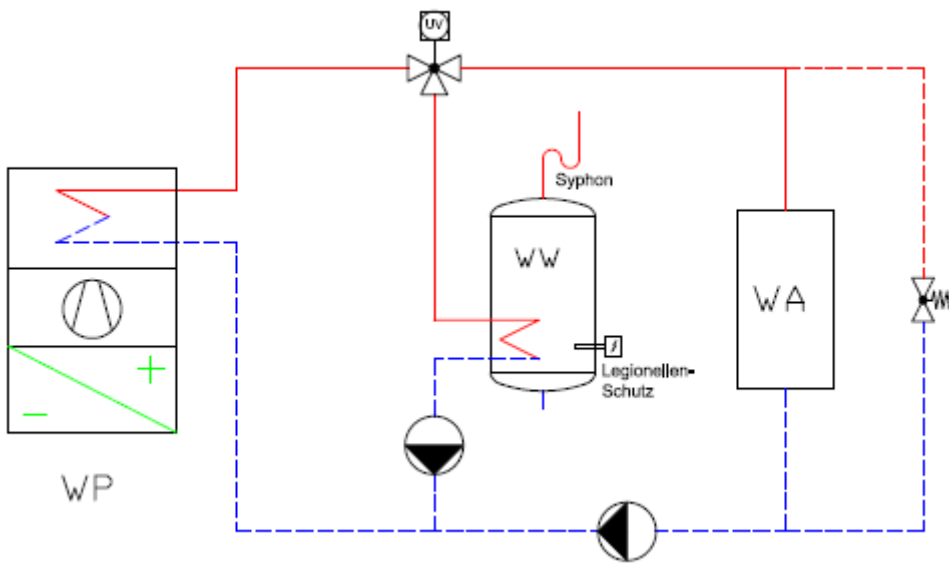 UV
Syphon
WW
WA
Legionellen-
Schutz
+
−
WP